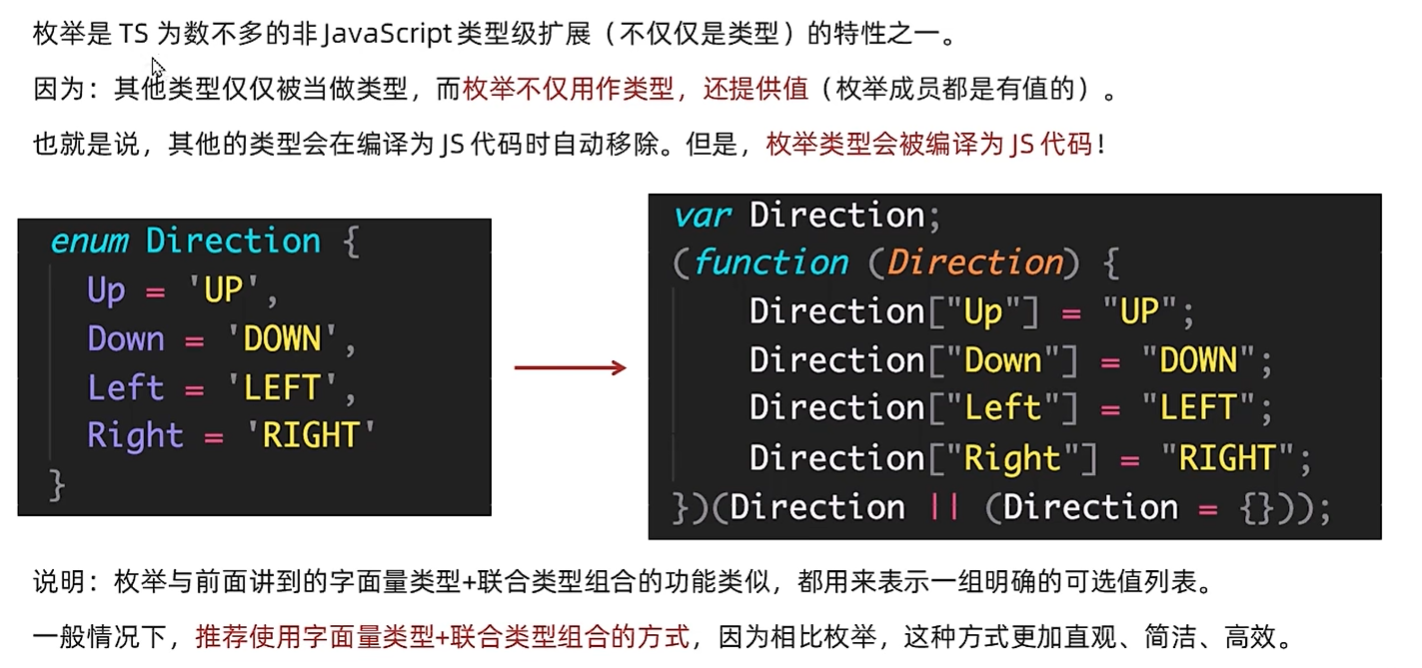 枚举是 TS 为数不多的非 JavaScript 类型级扩展（不仅仅是类型）的特性之一。
因为：其他类型仅仅被当做类型，而枚举不仅用作类型，还提供值（枚举成员都是有值的）。
也就是说，其他的类型会在编译为 JS 代码时自动移除。但是，枚举类型会被编译为 JS 代码！
enum Direction {
Up = 'UP',
Down = 'DOWN',
Left = 'LEFT',
Right = 'RIGHT'
}
var Direction;
(function (Direction) {
Direction["Up"] = "UP";
Direction["Down"] = "DOWN";
Direction["Left"] = "LEFT";
Direction["Right"] = "RIGHT";
})(Direction || (Direction = {}));
说明：枚举与前面讲到的字面量类型+联合类型组合的功能类似，都用来表示一组明确的可选值列表。
一般情况下，推荐使用字面量类型+联合类型组合的方式，因为相比枚举，这种方式更加直观、简洁、高效。